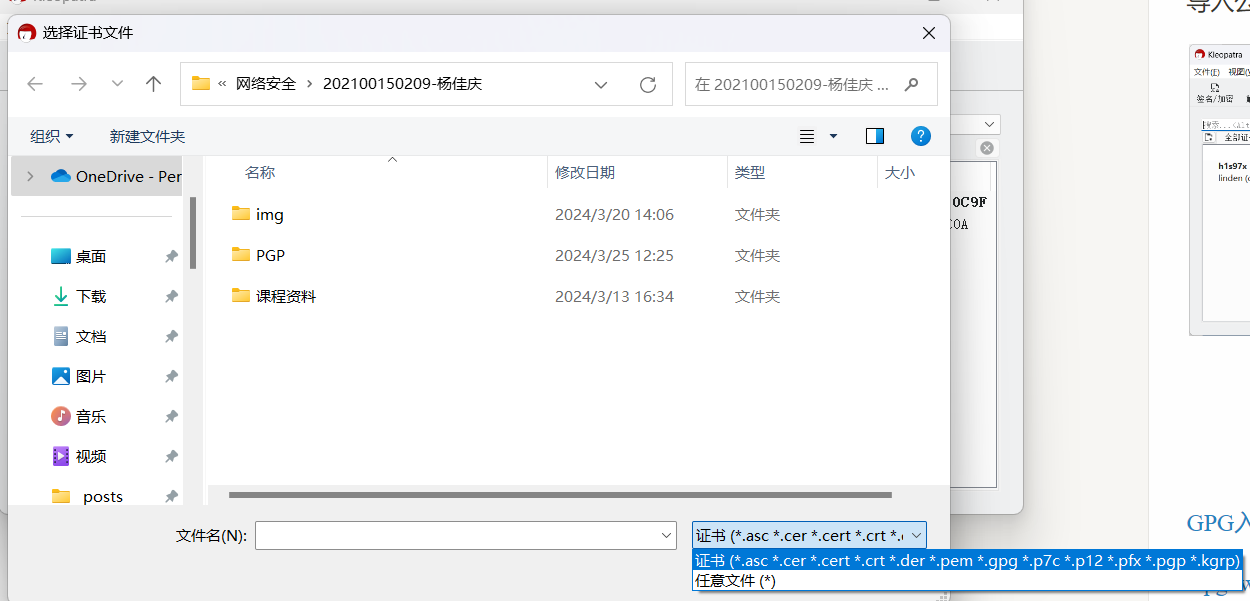 Kleopatra
选择证书文件
« 网络安全 › 202100150209-杨佳庆
在 202100150209-杨佳庆 ...
组织
新建文件夹
OneDrive - Per
名称
修改日期
类型
大小
img
2024/3/20 14:06
文件夹
PGP
2024/3/25 12:25
文件夹
课程资料
2024/3/13 16:34
文件夹
桌面
下载
文档
图片
音乐
视频
posts
文件名(N):
证书 (*.asc *.cer *.cert *.crt *.
证书 (*.asc *.cer *.cert *.crt *.der *.pem *.gpg *.p7c *.p12 *.pfx *.pgp *.kgrp)
任意文件 (*)
0C9F
COA
导入公
Kleopatra
文件(F) 视图(V
签名/加密
搜索...<Alt
全部证
h1s97x
linden (
GPG入